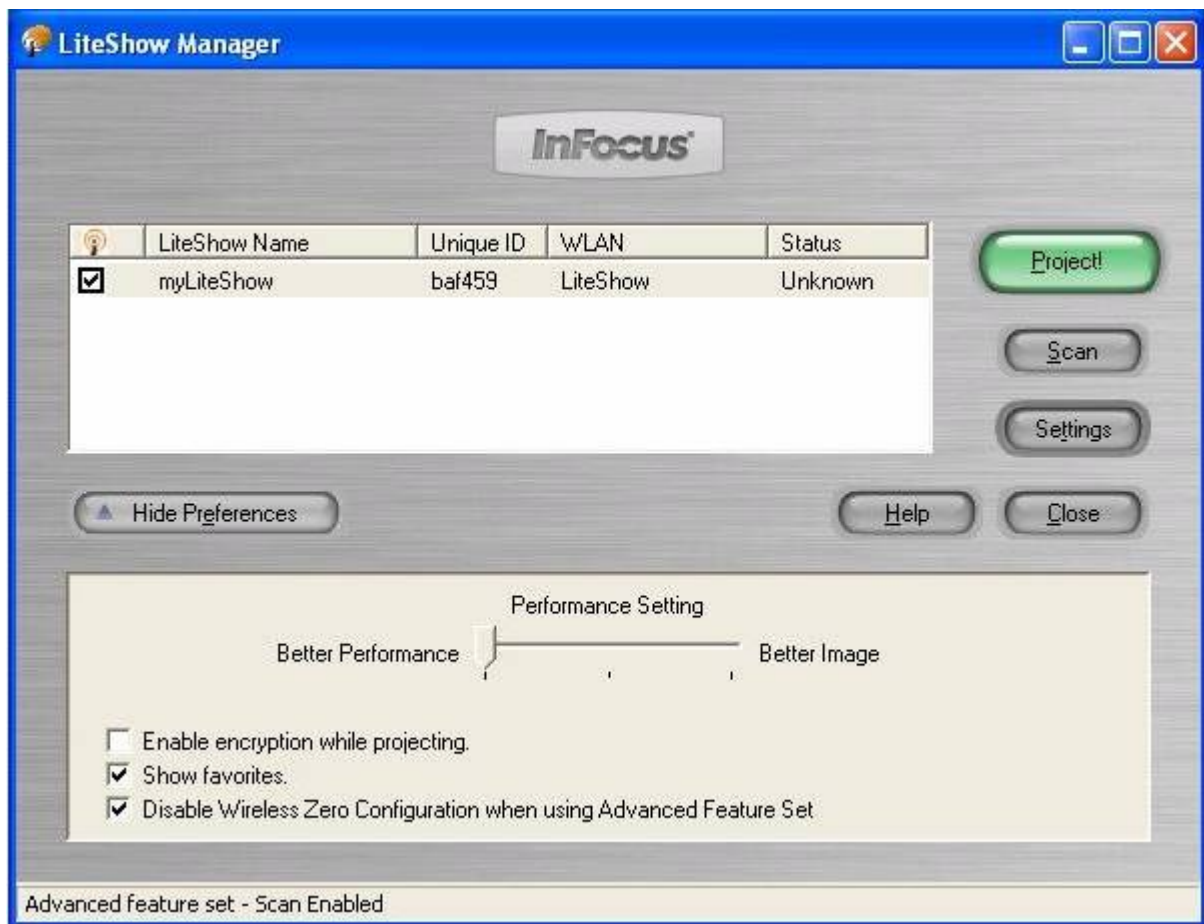 LiteShow Manager
InFocus
LiteShow Name Unique ID WLAN Status
myLiteShow baf459 LiteShow Unknown
Project!
Scan
Settings
Hide Preferences
Help
Close
Performance Setting
Better Performance
Better Image
Enable encryption while projecting.
Show favorites.
Disable Wireless Zero Configuration when using Advanced Feature Set
Advanced feature set - Scan Enabled